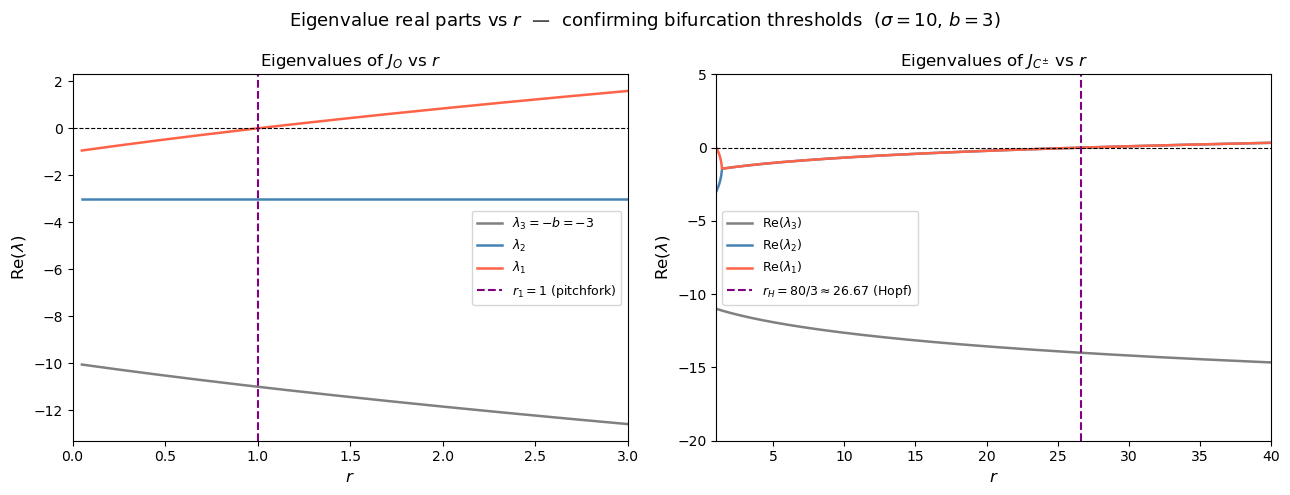 Eigenvalue real parts vs r — confirming bifurcation thresholds (σ = 10, b = 3)
Eigenvalues of J_O vs r
2
0
−2
−4
−6
−8
−10
−12
Re(λ)
0.0 0.5 1.0 1.5 2.0 2.5 3.0
r
λ₃ = −b = −3
λ₂
λ₁
r₁ = 1 (pitchfork)
Eigenvalues of J_{C±} vs r
5
0
−5
−10
−15
−20
Re(λ)
5 10 15 20 25 30 35 40
r
Re(λ₃)
Re(λ₂)
Re(λ₁)
r_H = 80/3 ≈ 26.67 (Hopf)